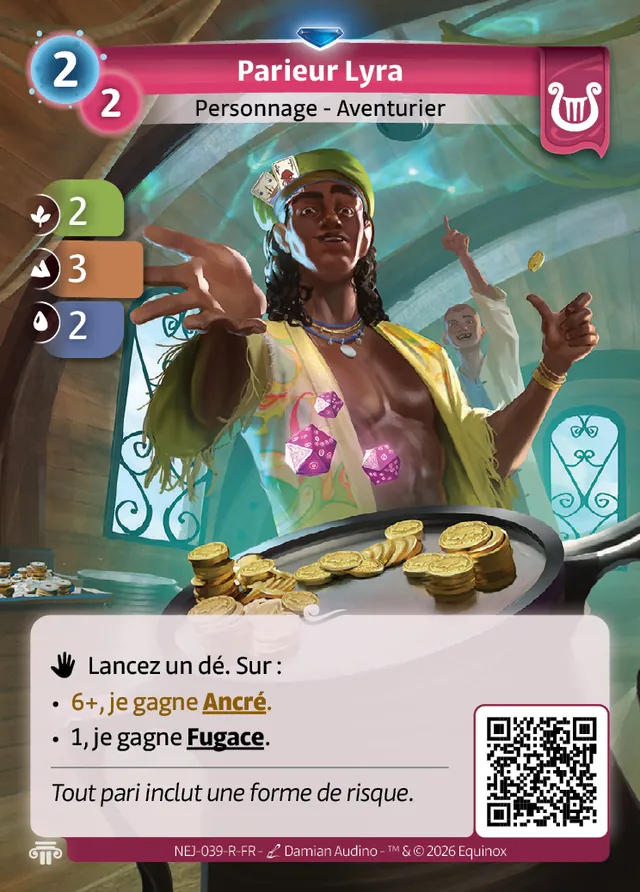 2
Parieur Lyra
2
Personnage - Aventurier
2
3
2
Lancez un dé. Sur :
• 6+, je gagne Ancré.
• 1, je gagne Fugace.
Tout pari inclut une forme de risque.
NEJ-039-R-FR - Damian Audino - ™ & © 2026 Equinox